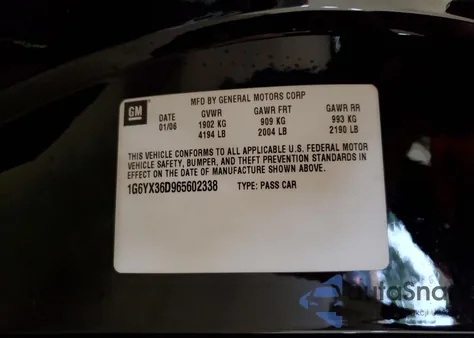 GM
MFD BY GENERAL MOTORS CORP
DATE GVWR GAWR FRT GAWR RR
01/06 1902 KG 909 KG 993 KG
4194 LB 2004 LB 2190 LB
THIS VEHICLE CONFORMS TO ALL APPLICABLE U.S. FEDERAL MOTOR
VEHICLE SAFETY, BUMPER, AND THEFT PREVENTION STANDARDS IN
EFFECT ON THE DATE OF MANUFACTURE SHOWN ABOVE.
1G6YX36D965602338 TYPE: PASS CAR